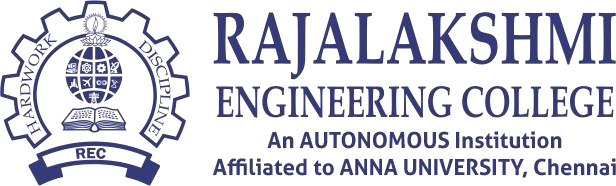 HARDWORK
DISCIPLINE
REC
RAJALAKSHMI
ENGINEERING COLLEGE
An AUTONOMOUS Institution
Affiliated to ANNA UNIVERSITY, Chennai